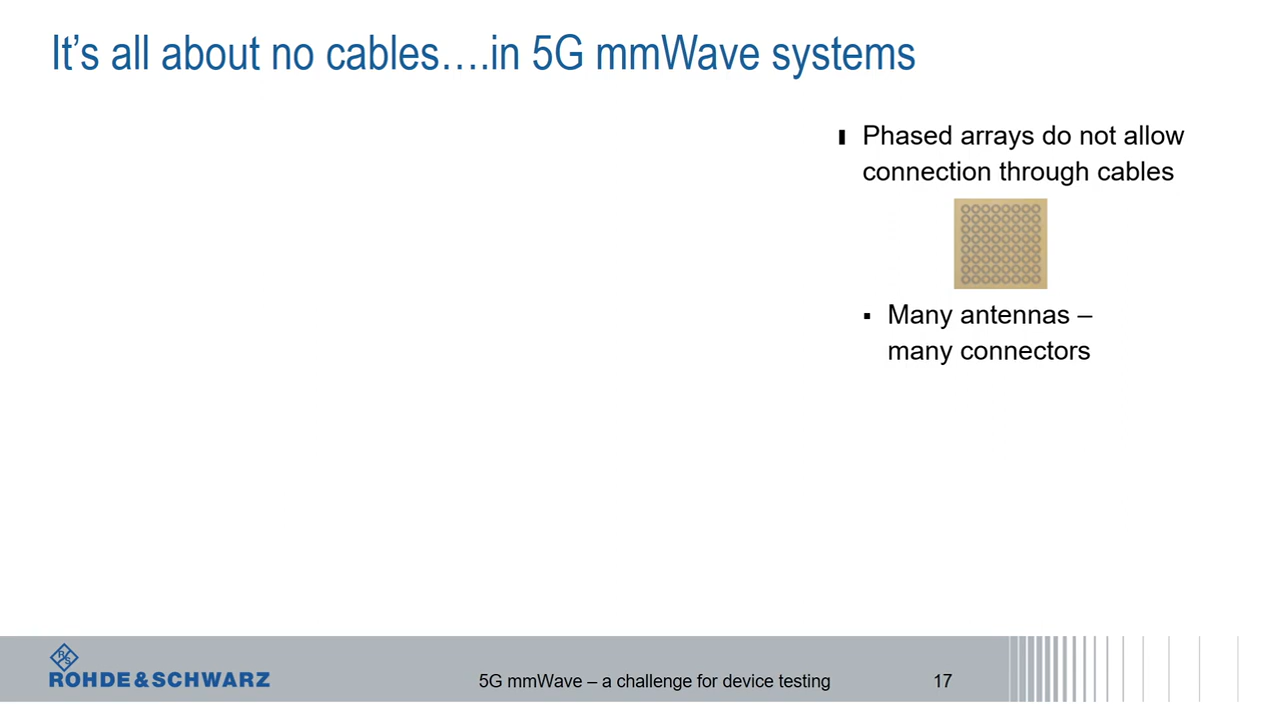 It’s all about no cables….in 5G mmWave systems
Phased arrays do not allow
connection through cables
Many antennas –
many connectors
RS
ROHDE&SCHWARZ
5G mmWave – a challenge for device testing
17